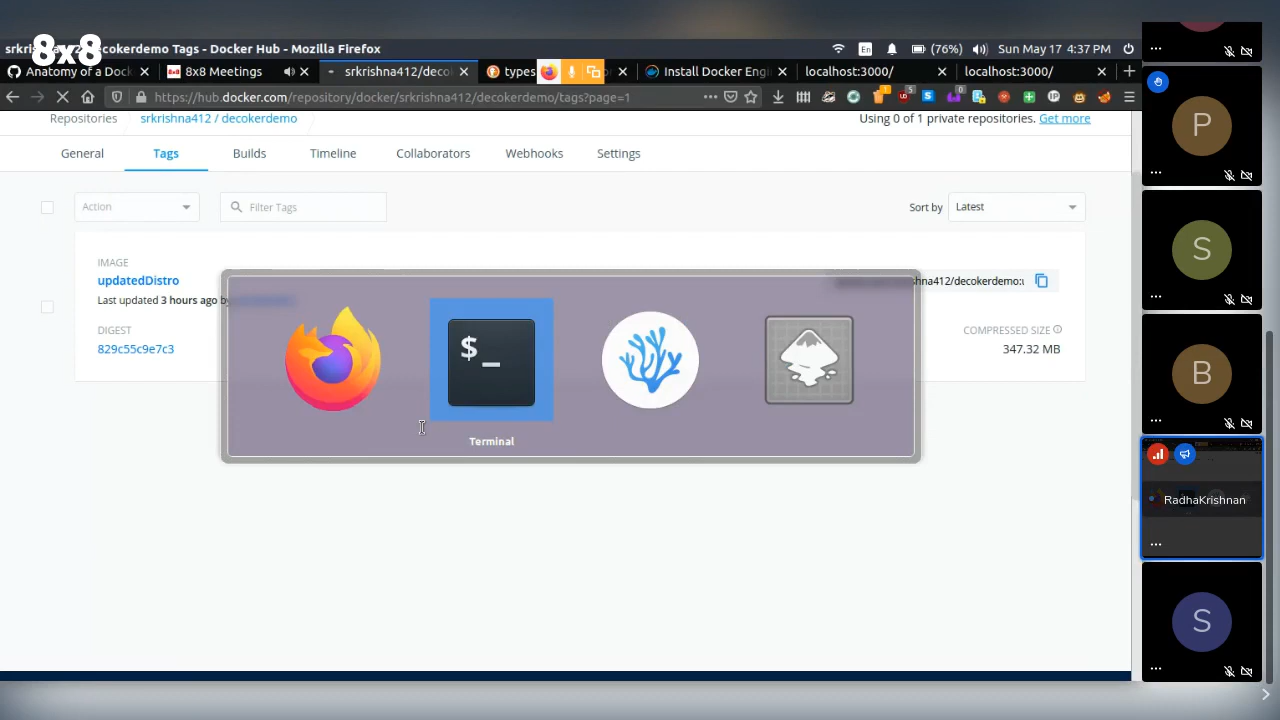 8x8
srkri
cokerdemo Tags - Docker Hub - Mozilla Firefox
En
(76%)
Sun May 17 4:37 PM
Anatomy of a Dock
8x8 Meetings
srkrishna412/deco
types
Install Docker Engi
localhost:3000/
localhost:3000/
https://hub.docker.com/repository/docker/srkrishna412/decokerdemo/tags?page=1
Repositories
srkrishna412 / decokerdemo
Using 0 of 1 private repositories. Get more
General
Tags
Builds
Timeline
Collaborators
Webhooks
Settings
Action
Filter Tags
Sort by
Latest
IMAGE
updatedDistro
Last updated 3 hours ago by
hna412/decokerdemo:u
DIGEST
829c55c9e7c3
COMPRESSED SIZE
347.32 MB
$_
Terminal
P
S
B
RadhaKrishnan
S